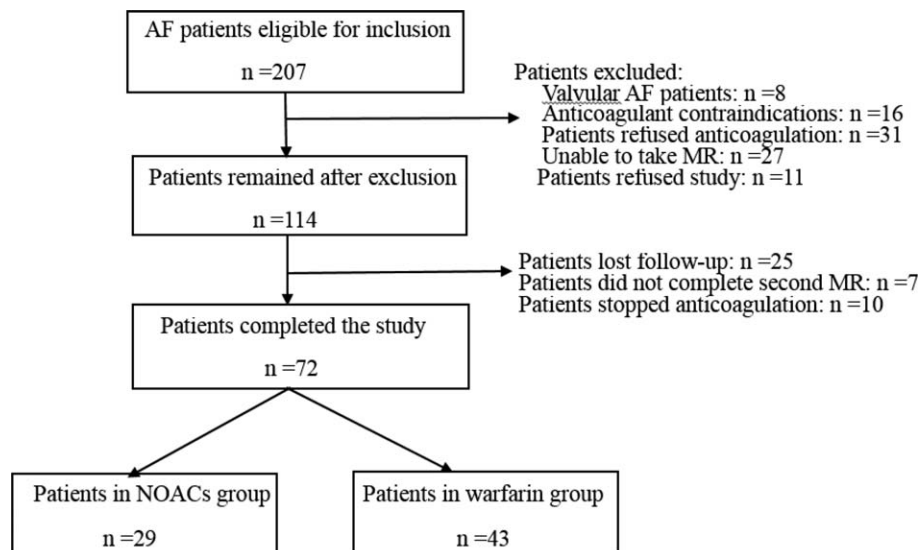 AF patients eligible for inclusion
n =207
Patients excluded:
Valvular AF patients: n =8
Anticoagulant contraindications: n =16
Patients refused anticoagulation: n =31
Unable to take MR: n =27
Patients refused study: n =11
Patients remained after exclusion
n =114
Patients lost follow-up: n =25
Patients did not complete second MR: n =7
Patients stopped anticoagulation: n =10
Patients completed the study
n =72
Patients in NOACs group
n =29
Patients in warfarin group
n =43